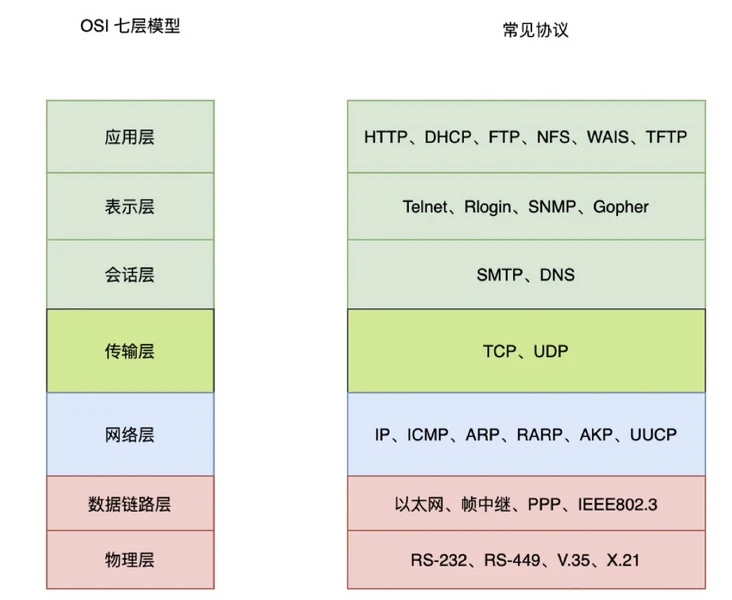 OSI 七层模型
常见协议
应用层
HTTP、DHCP、FTP、NFS、WAIS、TFTP
表示层
Telnet、Rlogin、SNMP、Gopher
会话层
SMTP、DNS
传输层
TCP、UDP
网络层
IP、ICMP、ARP、RARP、AKP、UUCP
数据链路层
以太网、帧中继、PPP、IEEE802.3
物理层
RS-232、RS-449、V.35、X.21